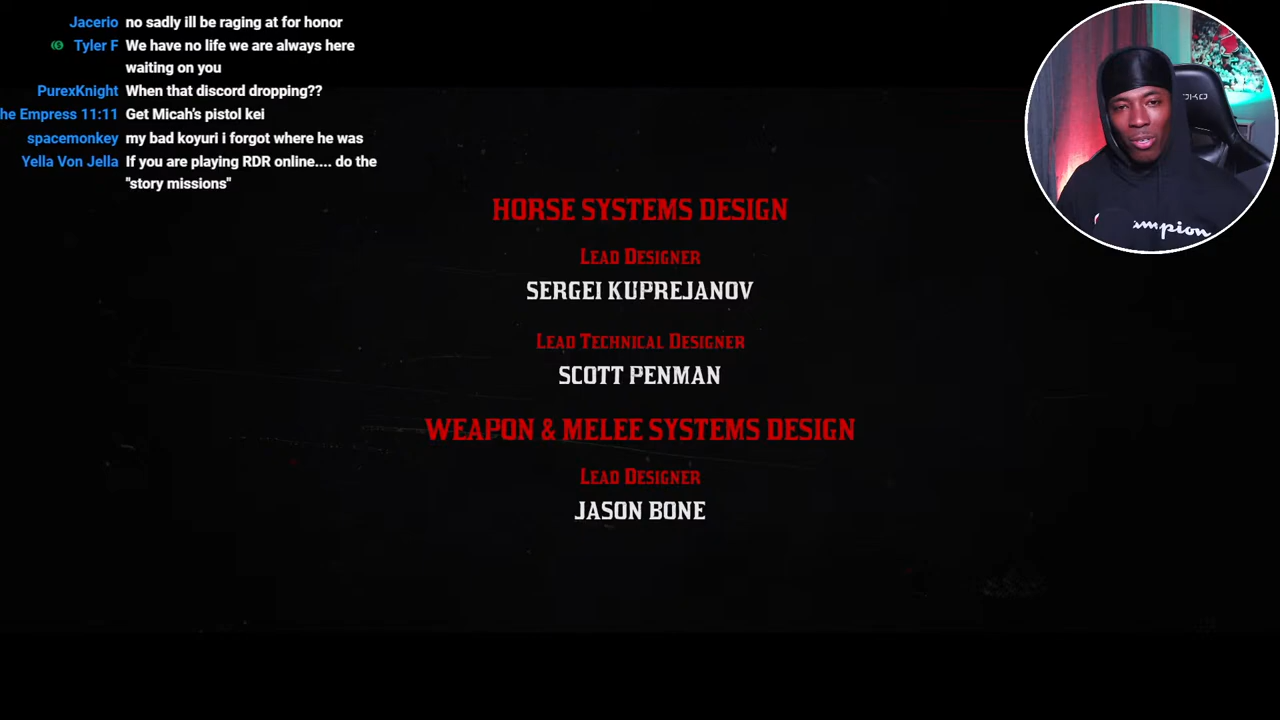 Jacerio no sadly ill be raging at for honor
Tyler F We have no life we are always here
waiting on you
PurexKnight When that discord dropping??
he Empress 11:11 Get Micah's pistol kei
spacemonkey my bad koyuri i forgot where he was
Yella Von Jella If you are playing RDR online.... do the
"story missions"
HORSE SYSTEMS DESIGN
LEAD DESIGNER
SERGEI KUPREJANOV
LEAD TECHNICAL DESIGNER
SCOTT PENMAN
WEAPON & MELEE SYSTEMS DESIGN
LEAD DESIGNER
JASON BONE
OKO
ampion